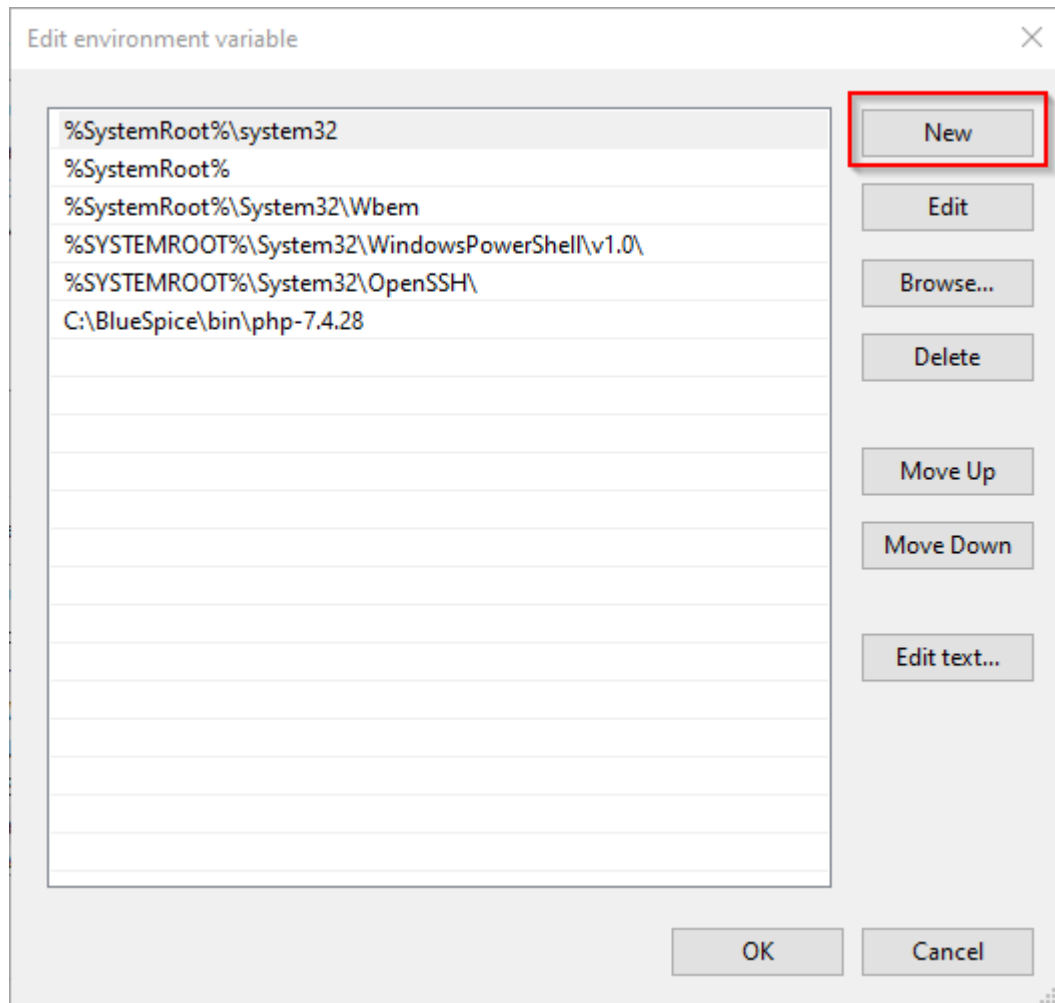 Edit environment variable
%SystemRoot%\system32
%SystemRoot%
%SystemRoot%\System32\Wbem
%SYSTEMROOT%\System32\WindowsPowerShell\v1.0\
%SYSTEMROOT%\System32\OpenSSH\
C:\BlueSpice\bin\php-7.4.28
New
Edit
Browse...
Delete
Move Up
Move Down
Edit text...
OK
Cancel